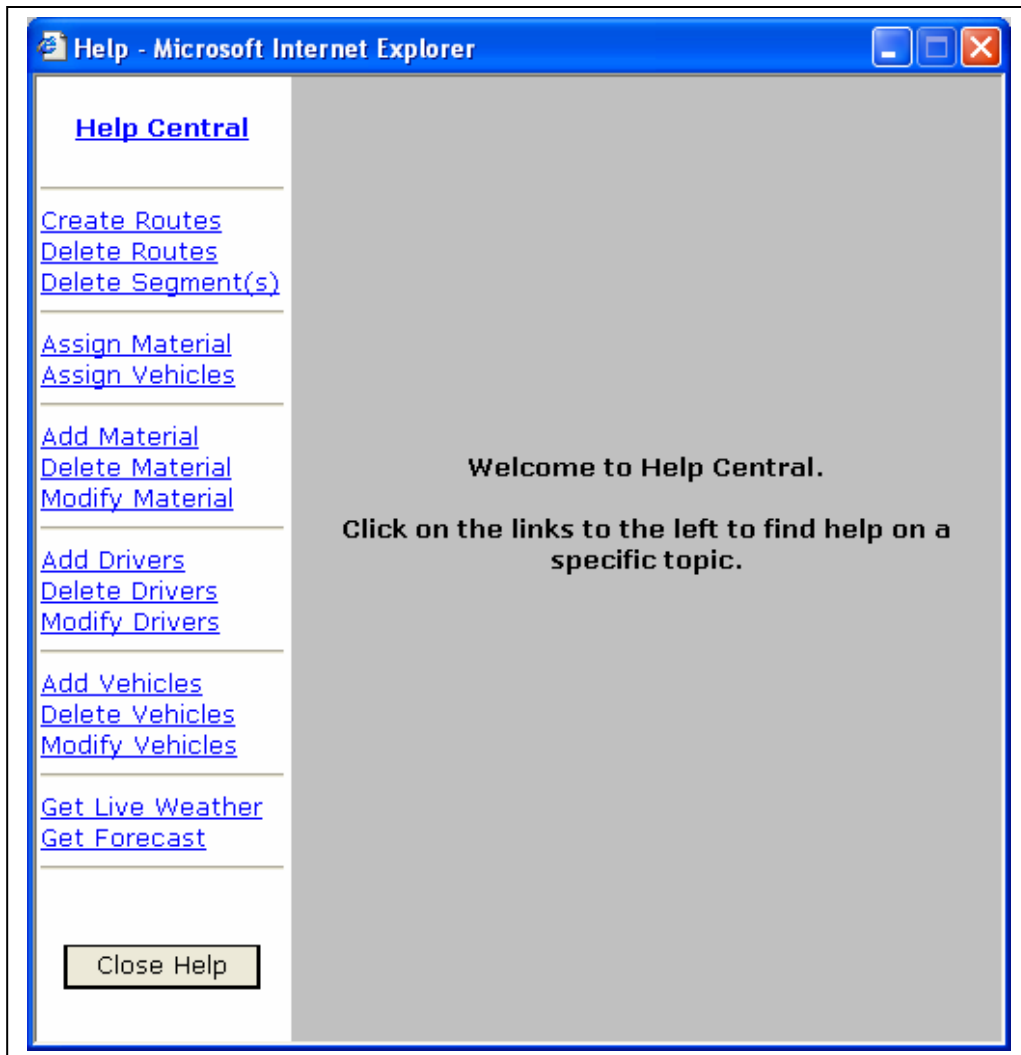 Help - Microsoft Internet Explorer
Help Central
Create Routes
Delete Routes
Delete Segment(s)
Assign Material
Assign Vehicles
Add Material
Delete Material
Modify Material
Add Drivers
Delete Drivers
Modify Drivers
Add Vehicles
Delete Vehicles
Modify Vehicles
Get Live Weather
Get Forecast
Close Help
Welcome to Help Central.
Click on the links to the left to find help on a
specific topic.